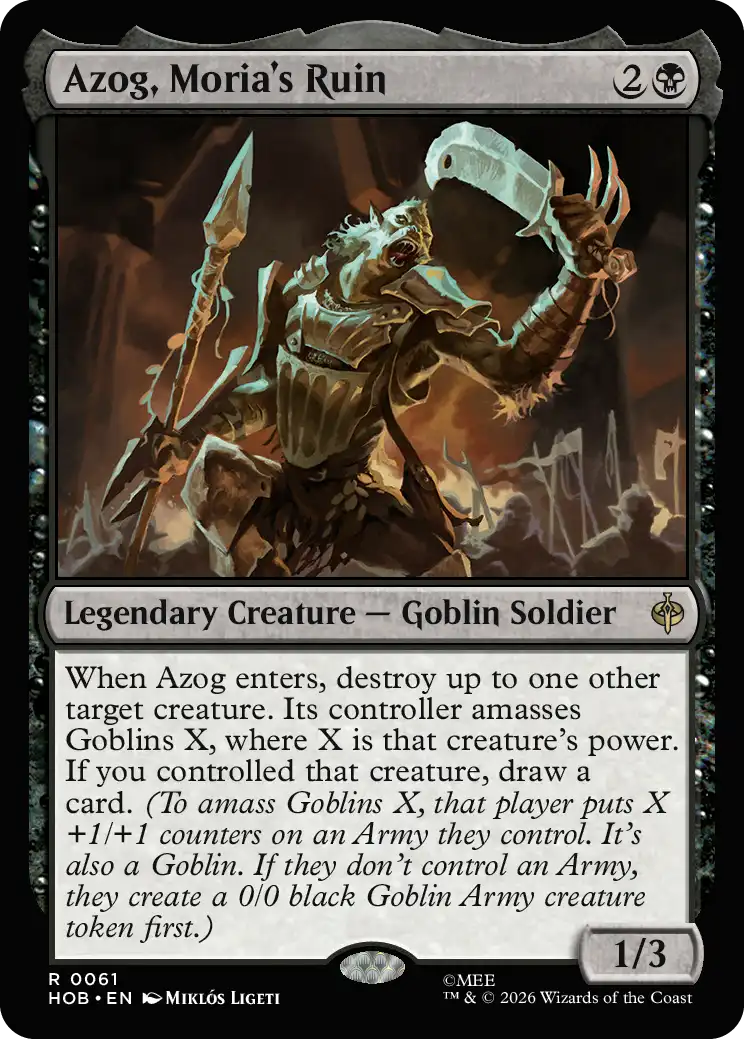 Azog, Moria's Ruin
2
Legendary Creature — Goblin Soldier
When Azog enters, destroy up to one other
target creature. Its controller amasses
Goblins X, where X is that creature's power.
If you controlled that creature, draw a
card. (To amass Goblins X, that player puts X
+1/+1 counters on an Army they control. It's
also a Goblin. If they don't control an Army,
they create a 0/0 black Goblin Army creature
token first.)
1/3
R 0061
HOB • EN Miklós Ligeti
©MEE
™ & © 2026 Wizards of the Coast